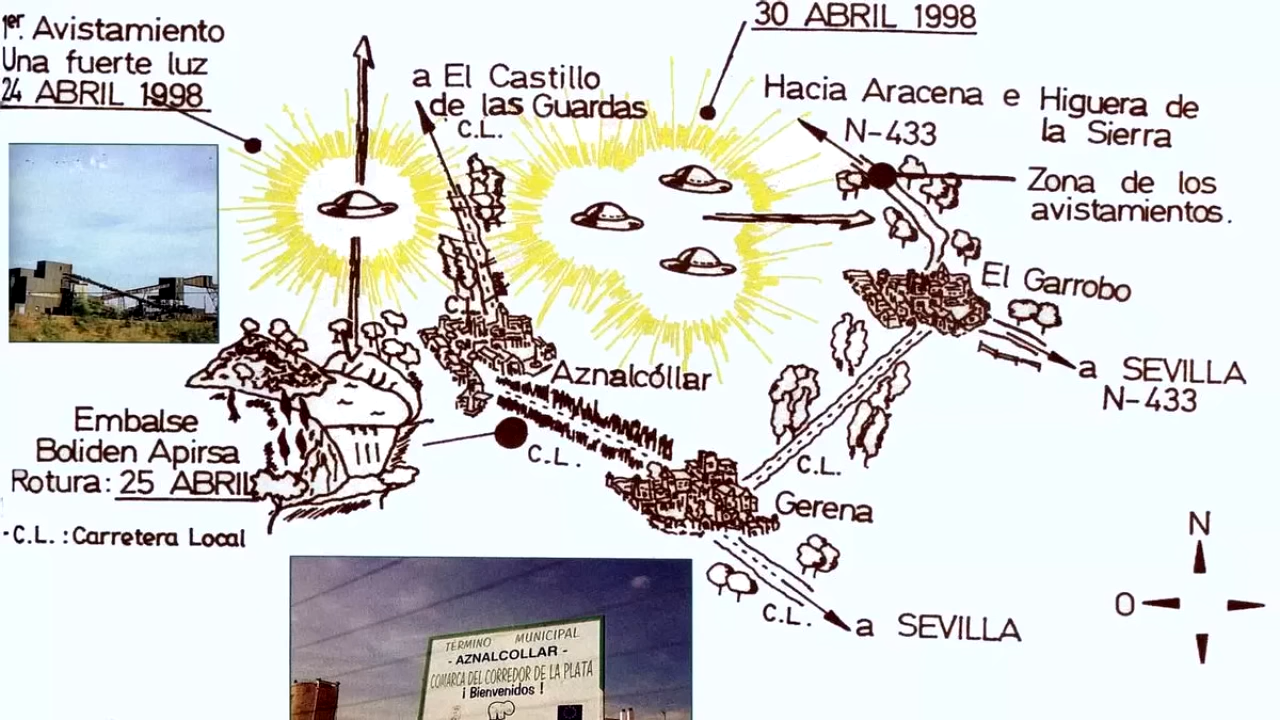 1er. Avistamiento
Una fuerte luz
24 ABRIL 1998
30 ABRIL 1998
a El Castillo
de las Guardas
C.L.
Hacia Aracena e Higuera de
la Sierra
N-433
Zona de los
avistamientos.
El Garrobo
a SEVILLA
N-433
C.
Aznalcóllar
Embalse
Boliden Apirsa
Rotura: 25 ABRIL
C.L.
C.L.
Gerena
-C.L. : Carretera Local
C.L.
a SEVILLA
N
O
TÉRMINO MUNICIPAL
- AZNALCOLLAR -
COMARCA DEL CORREDOR DE LA PLATA
¡ Bienvenidos !